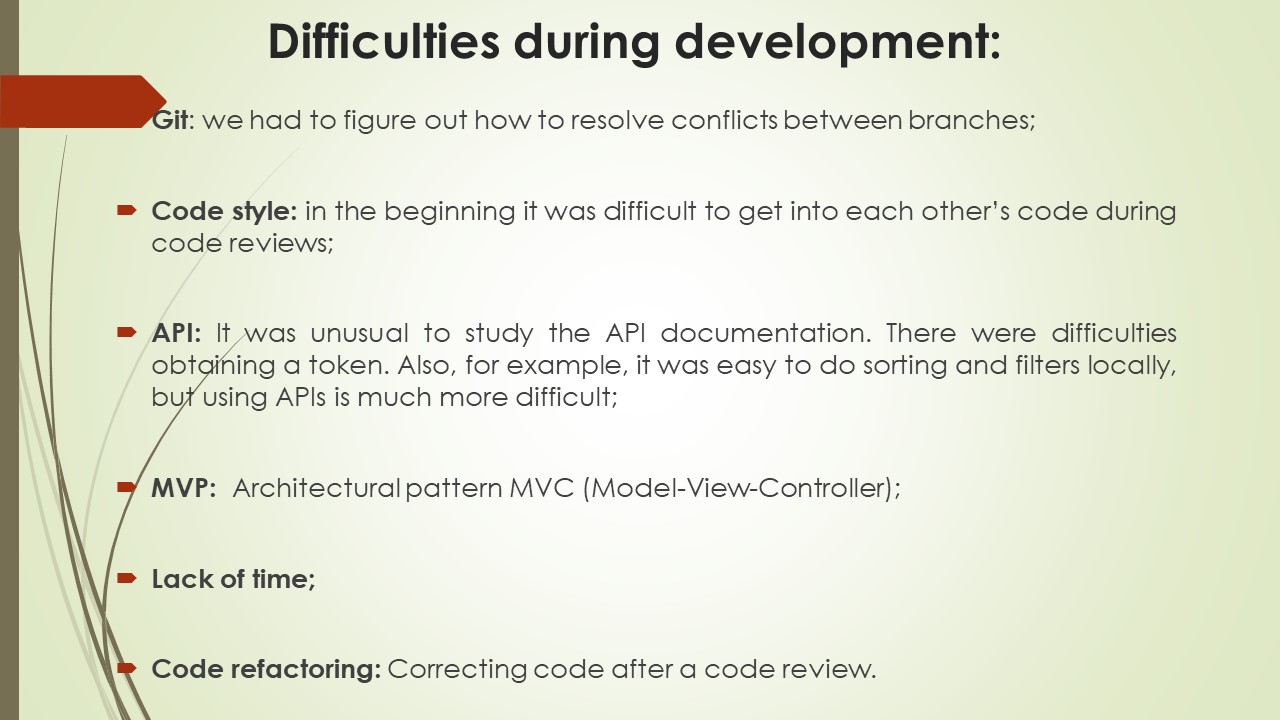 Difficulties during development:
Git: we had to figure out how to resolve conflicts between branches;
Code style: in the beginning it was difficult to get into each other’s code during
code reviews;
API: It was unusual to study the API documentation. There were difficulties
obtaining a token. Also, for example, it was easy to do sorting and filters locally,
but using APIs is much more difficult;
MVP: Architectural pattern MVC (Model-View-Controller);
Lack of time;
Code refactoring: Correcting code after a code review.